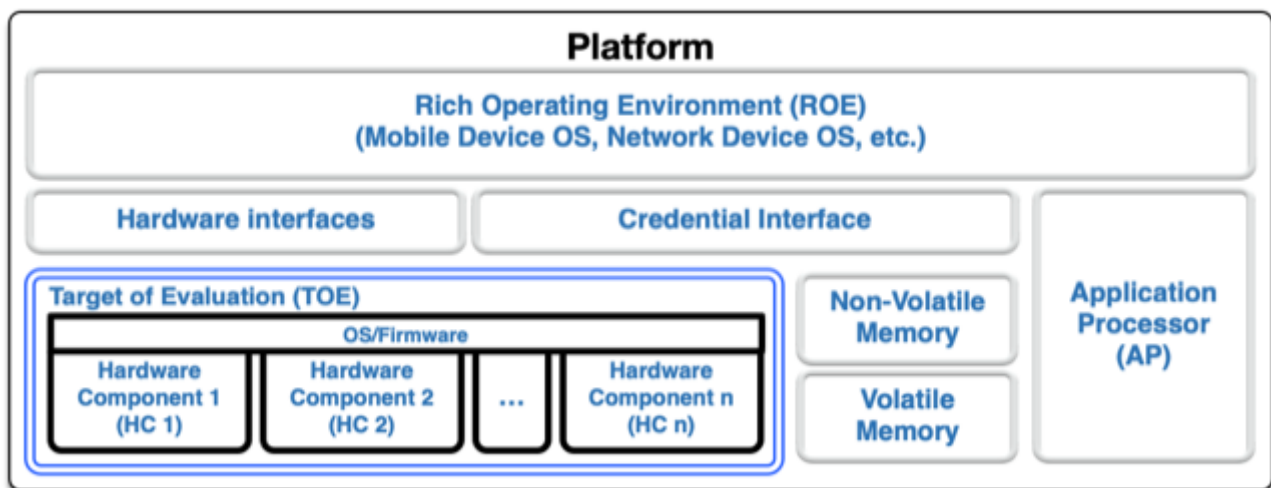 Platform
Rich Operating Environment (ROE)
(Mobile Device OS, Network Device OS, etc.)
Hardware interfaces
Credential Interface
Target of Evaluation (TOE)
OS/Firmware
Hardware
Component 1
(HC 1)
Hardware
Component 2
(HC 2)
...
Hardware
Component n
(HC n)
Non-Volatile
Memory
Volatile
Memory
Application
Processor
(AP)